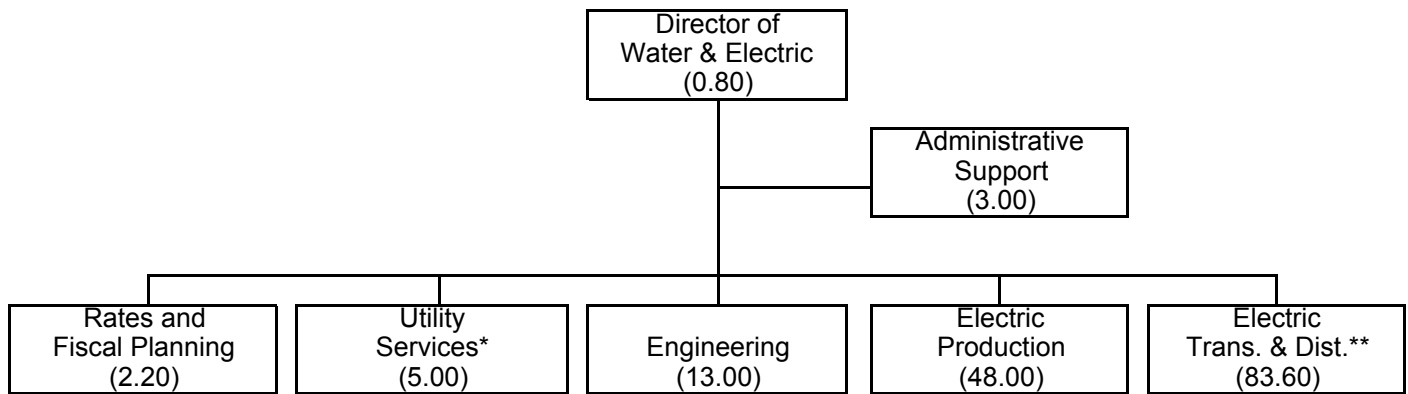 Director of
Water & Electric
(0.80)
Administrative
Support
(3.00)
Rates and
Fiscal Planning
(2.20)
Utility
Services*
(5.00)
Engineering
(13.00)
Electric
Production
(48.00)
Electric
Trans. & Dist.**
(83.60)